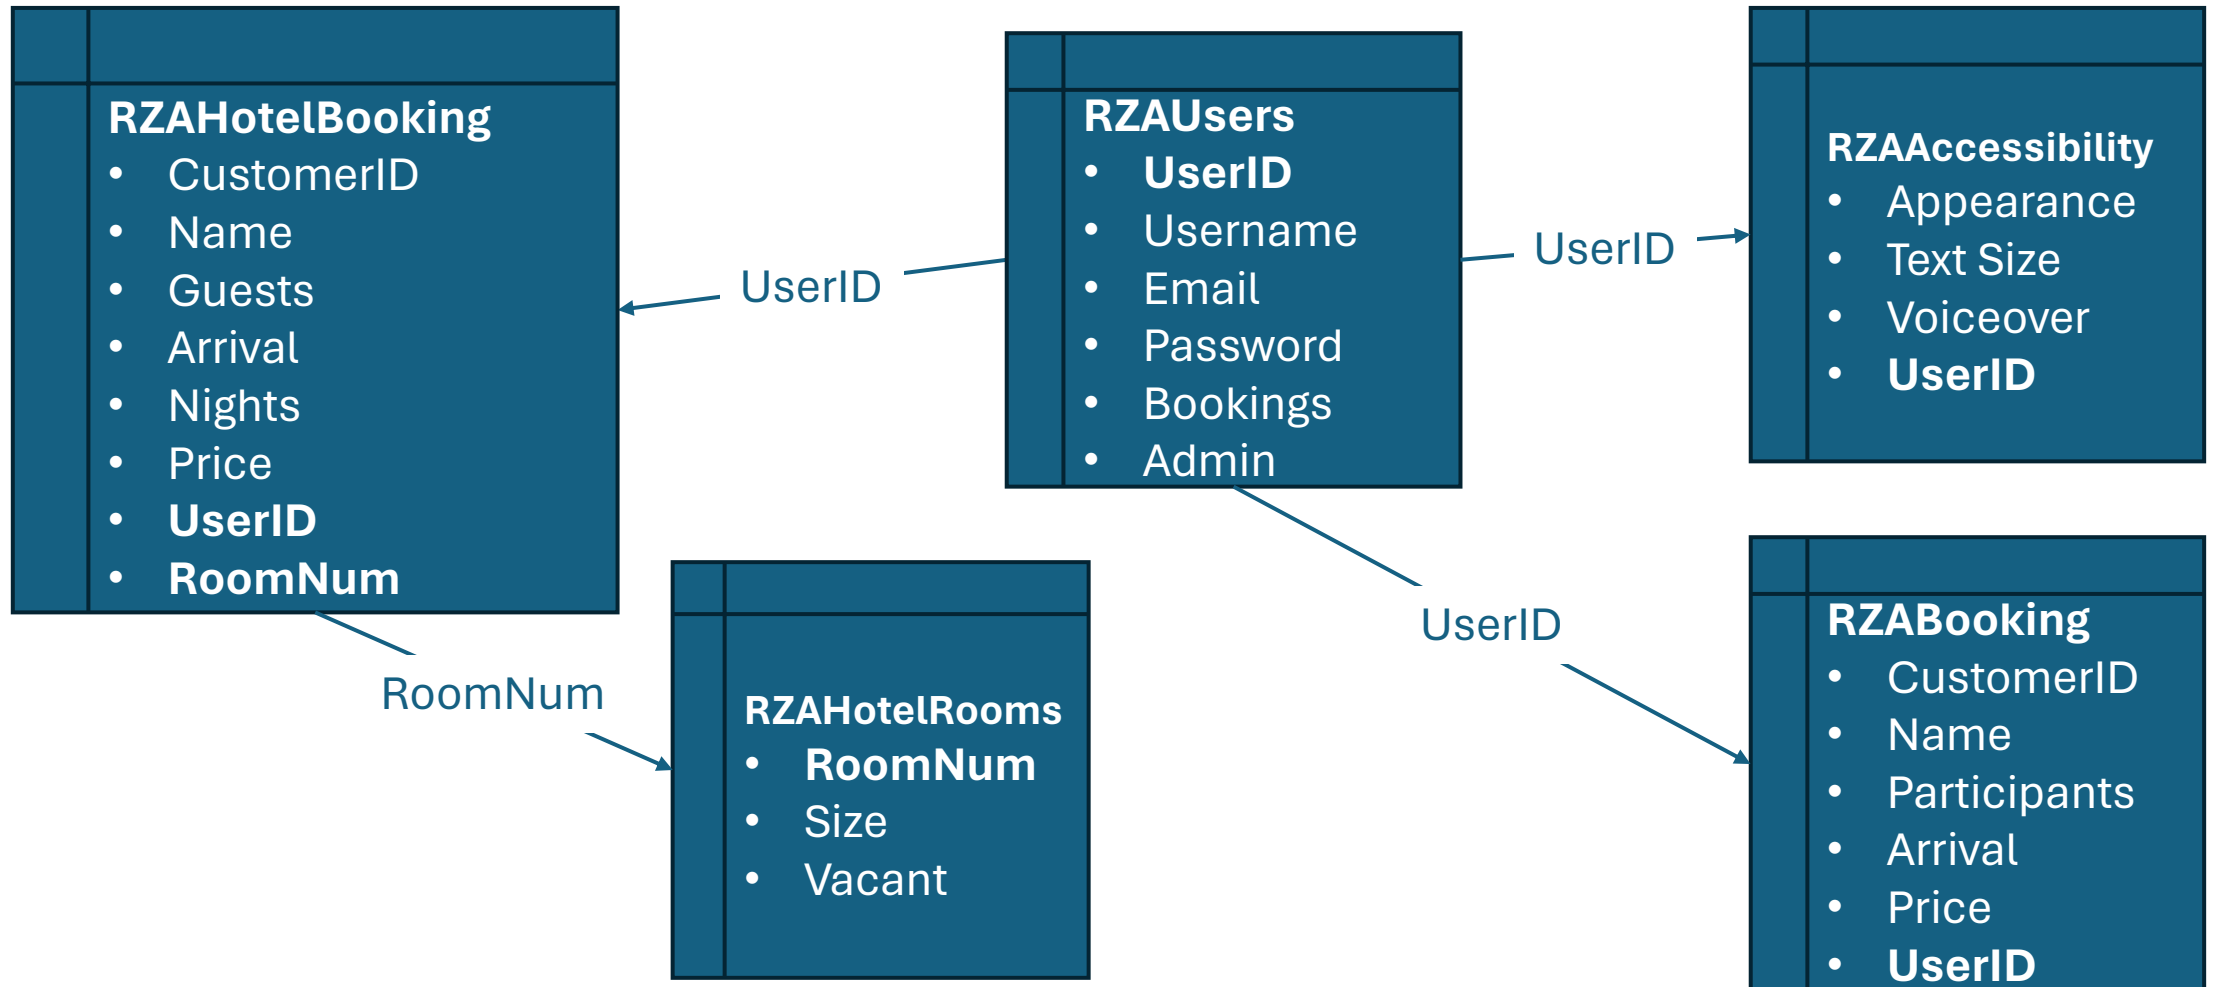 RZAHotelBooking
• CustomerID
• Name
• Guests
• Arrival
• Nights
• Price
• UserID
• RoomNum
UserID
RZAUsers
• UserID
• Username
• Email
• Password
• Bookings
• Admin
UserID
RZAAccessibility
• Appearance
• Text Size
• Voiceover
• UserID
RoomNum
RZAHotelRooms
• RoomNum
• Size
• Vacant
UserID
RZABooking
• CustomerID
• Name
• Participants
• Arrival
• Price
• UserID